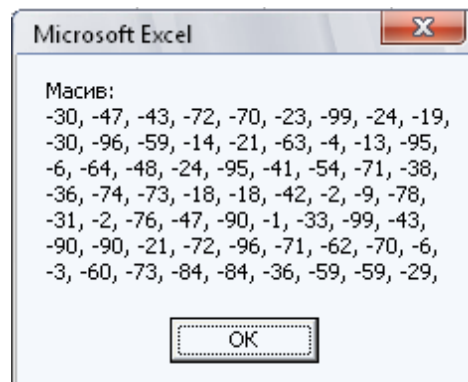 Microsoft Excel
Масив:
-30, -47, -43, -72, -70, -23, -99, -24, -19,
-30, -96, -59, -14, -21, -63, -4, -13, -95,
-6, -64, -48, -24, -95, -41, -54, -71, -38,
-36, -74, -73, -18, -18, -42, -2, -9, -78,
-31, -2, -76, -47, -90, -1, -33, -99, -43,
-90, -90, -21, -72, -96, -71, -62, -70, -6,
-3, -60, -73, -84, -84, -36, -59, -59, -29,
OK